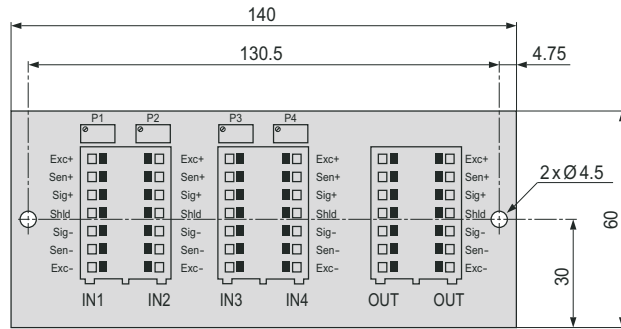 140
130.5 4.75
P1 P2 P3 P4
Exc+ Exc+ Exc+ Exc+
Sen+ Sen+ Sen+ Sen+
Sig+ Sig+ Sig+ Sig+
Shld Shld Shld Shld
Sig− Sig− Sig− Sig−
Sen− Sen− Sen− Sen−
Exc− Exc− Exc− Exc−
IN1 IN2 IN3 IN4 OUT OUT
2 x Ø 4.5
60
30